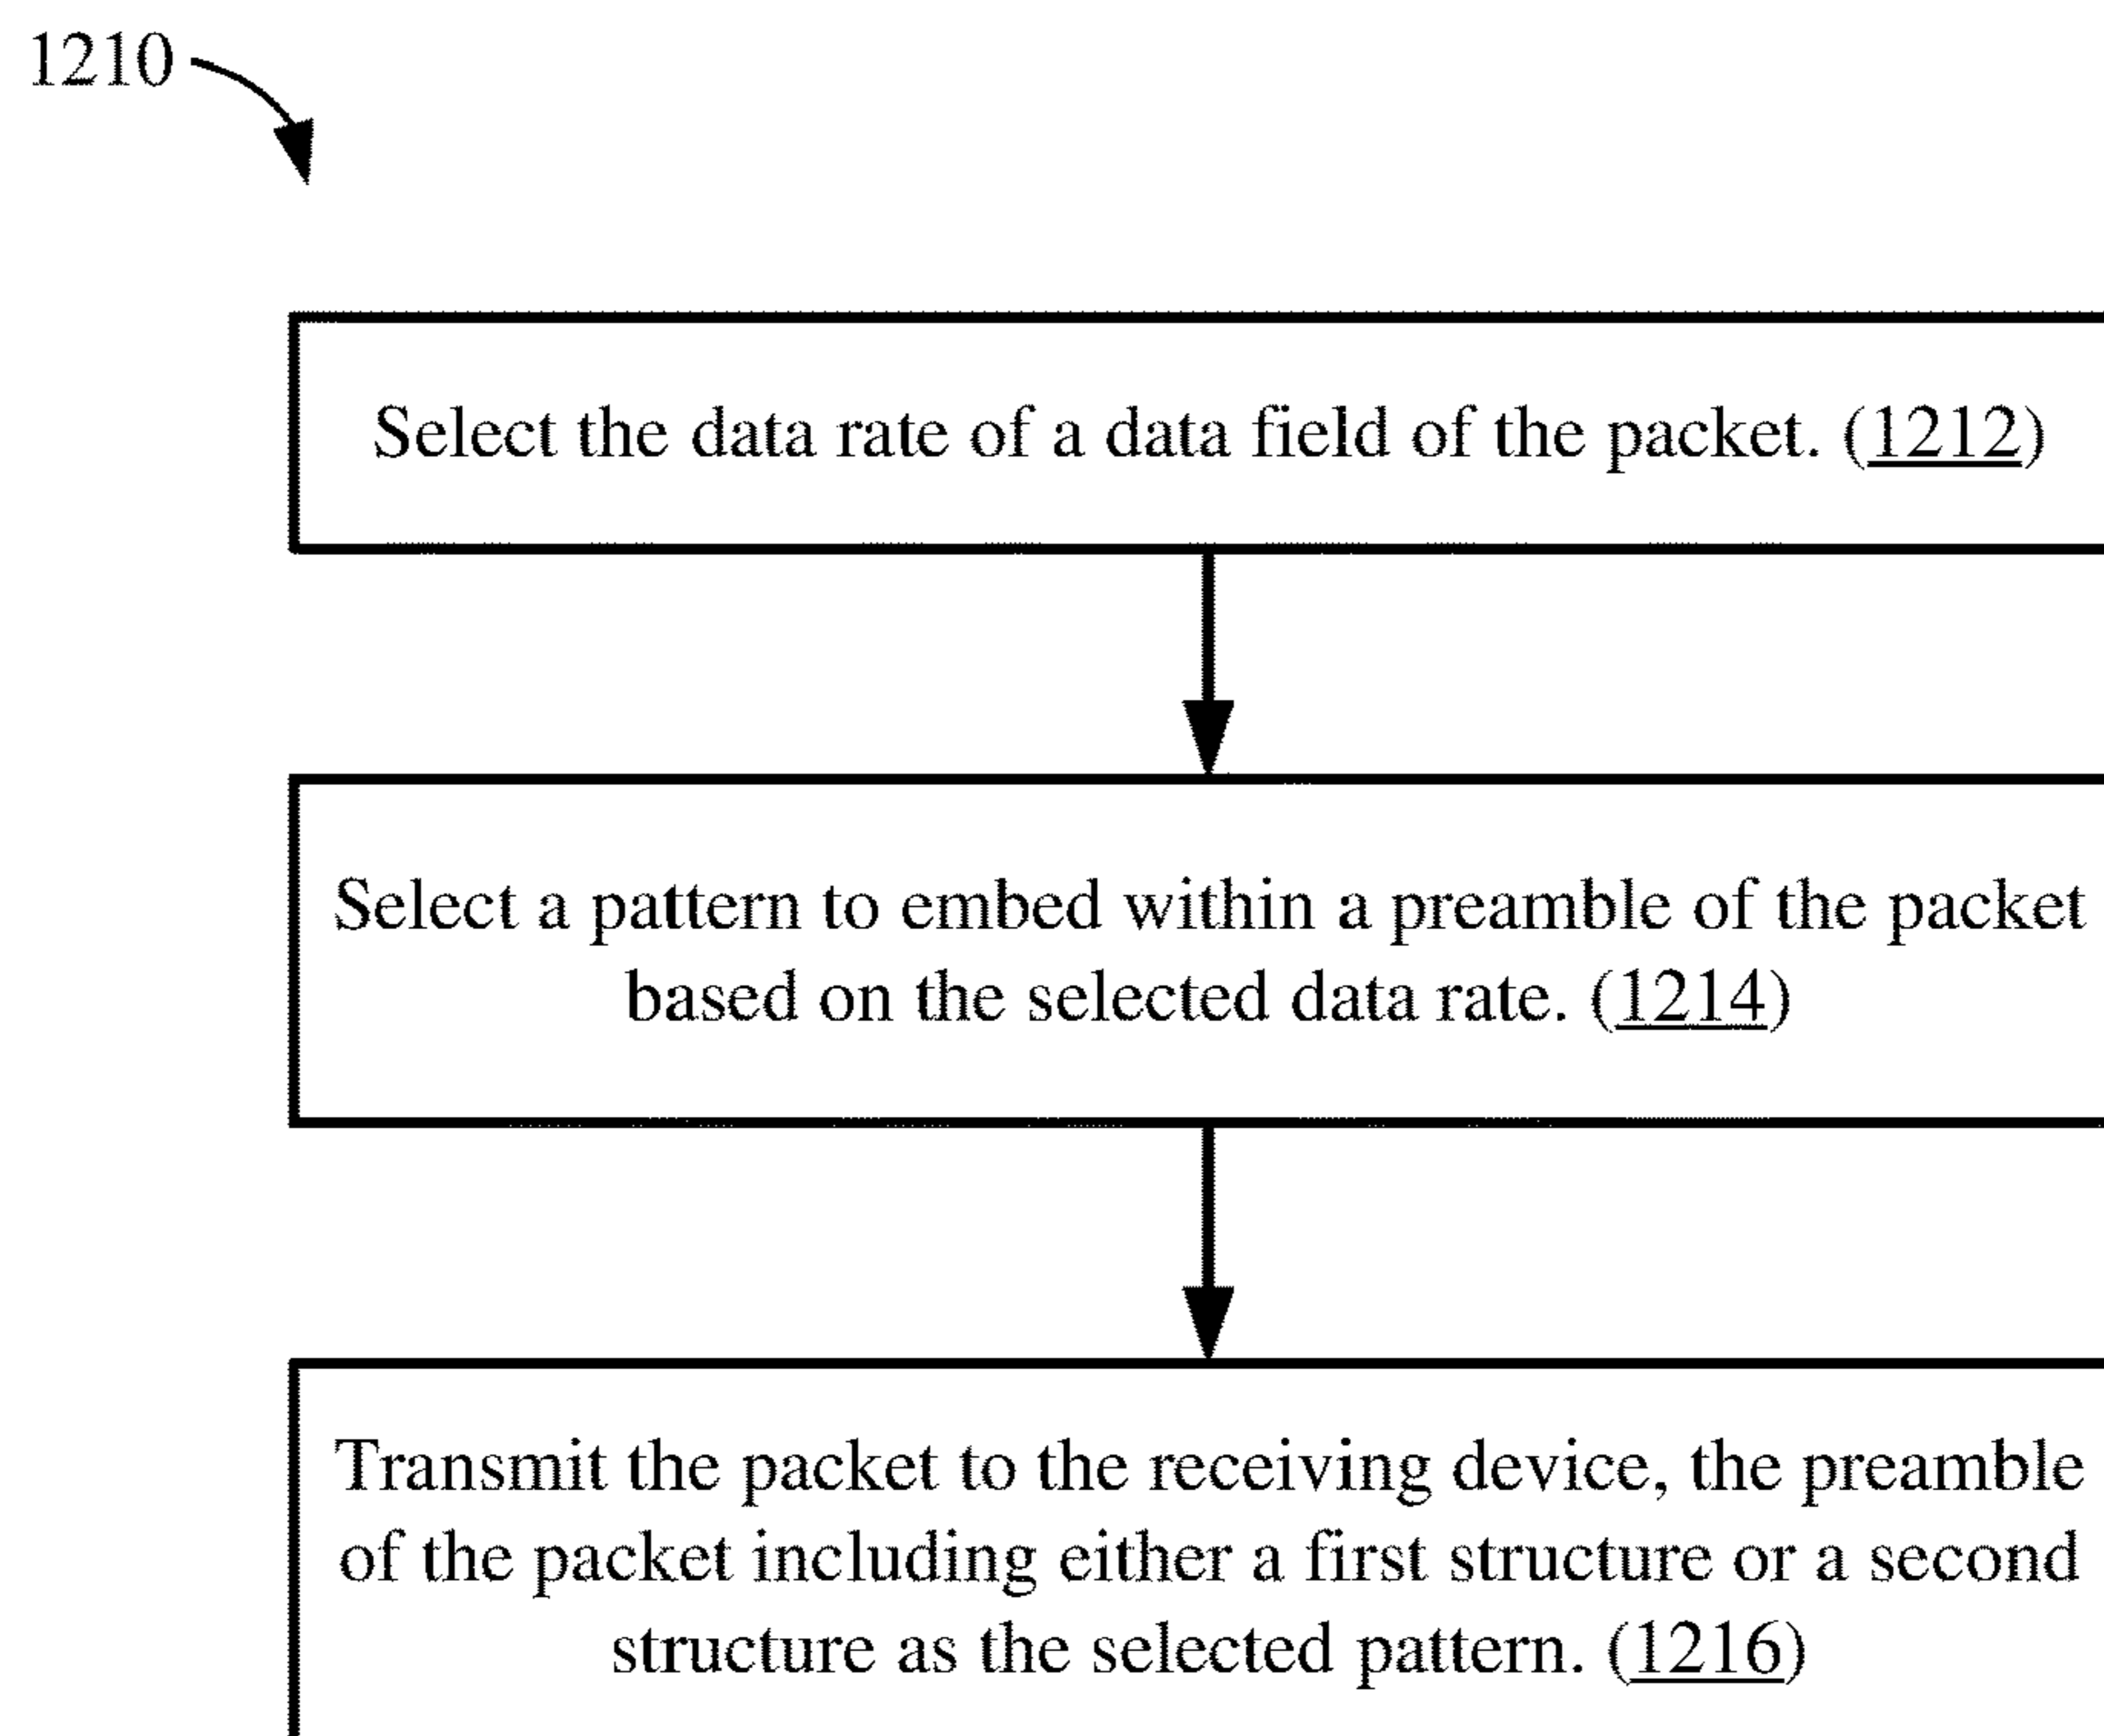 1210
Select the data rate of a data field of the packet. (1212)
Select a pattern to embed within a preamble of the packet
based on the selected data rate. (1214)
Transmit the packet to the receiving device, the preamble
of the packet including either a first structure or a second
structure as the selected pattern. (1216)